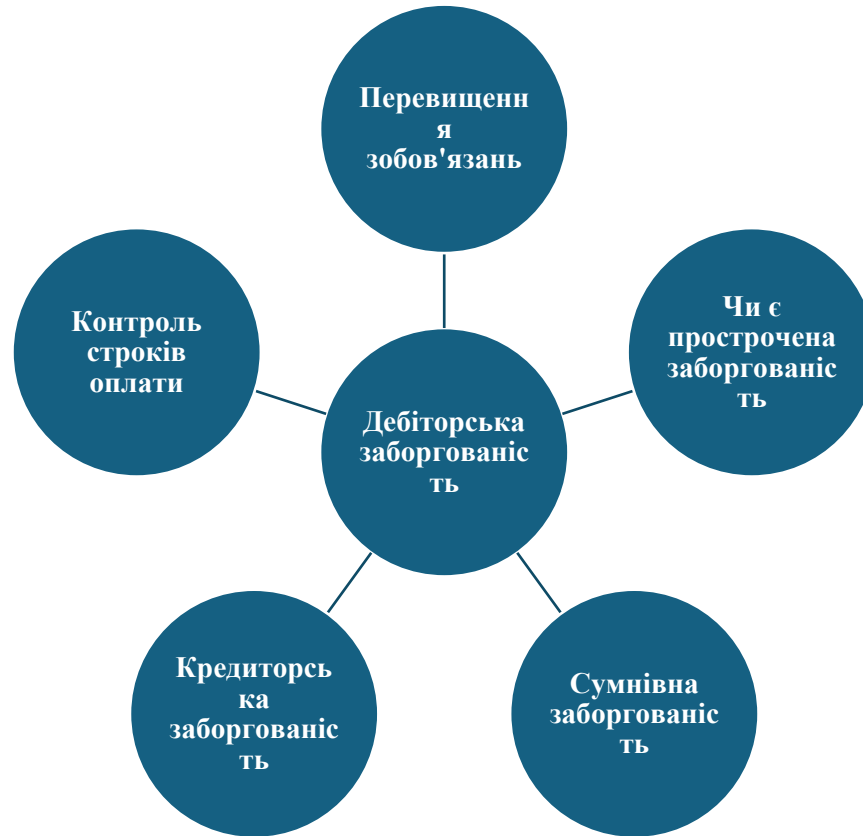 Перевищенн
я
зобов'язань
Чи є
прострочена
заборгованіс
ть
Контроль
строків
оплати
Дебіторська
заборгованіс
ть
Кредиторсь
ка
заборгованіс
ть
Сумнівна
заборгованіс
ть